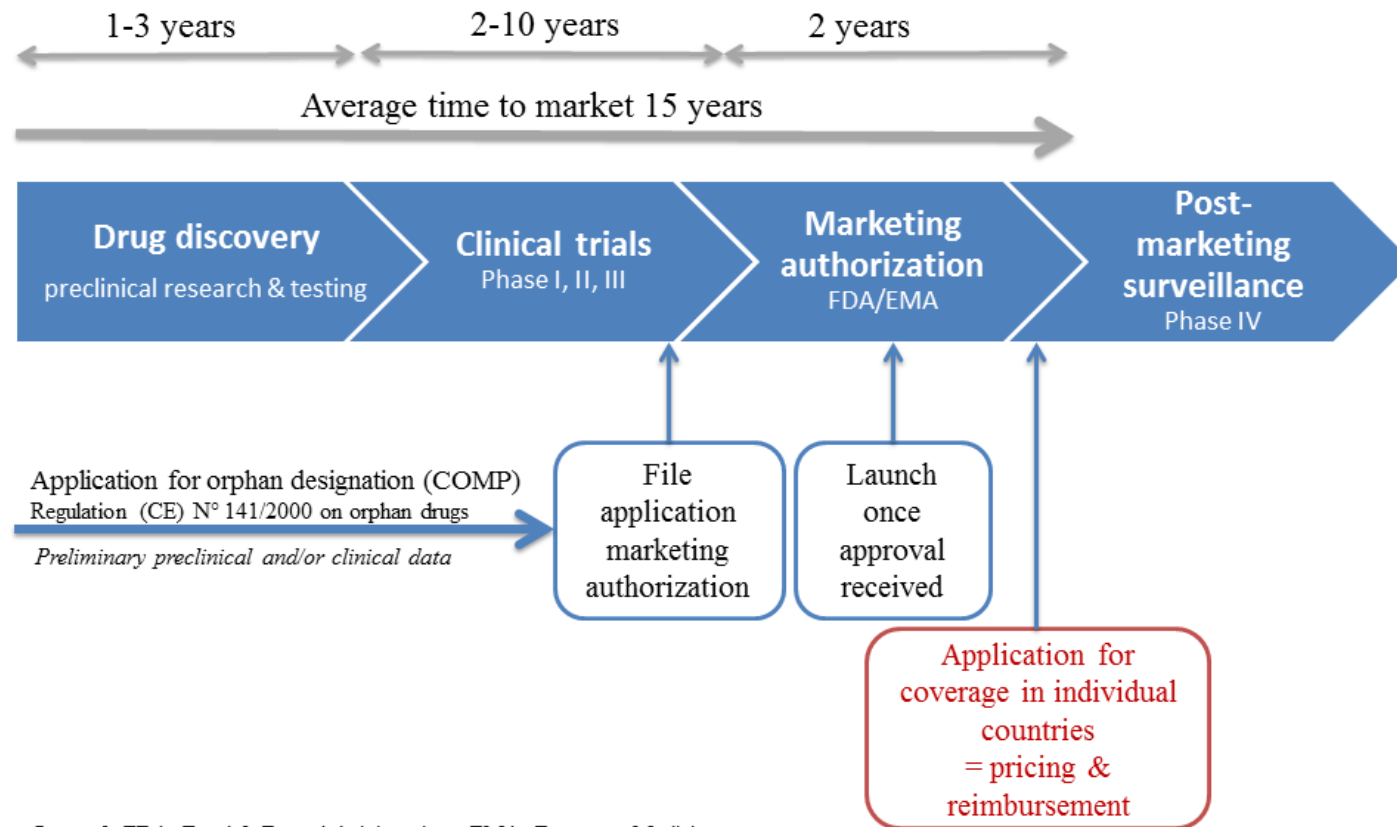 1-3 years
2-10 years
2 years
Average time to market 15 years
Drug discovery
preclinical research & testing
Clinical trials
Phase I, II, III
Marketing
authorization
FDA/EMA
Post-
marketing
surveillance
Phase IV
Application for orphan designation (COMP)
Regulation (CE) N° 141/2000 on orphan drugs
Preliminary preclinical and/or clinical data
File
application
marketing
authorization
Launch
once
approval
received
Application for
coverage in individual
countries
= pricing &
reimbursement